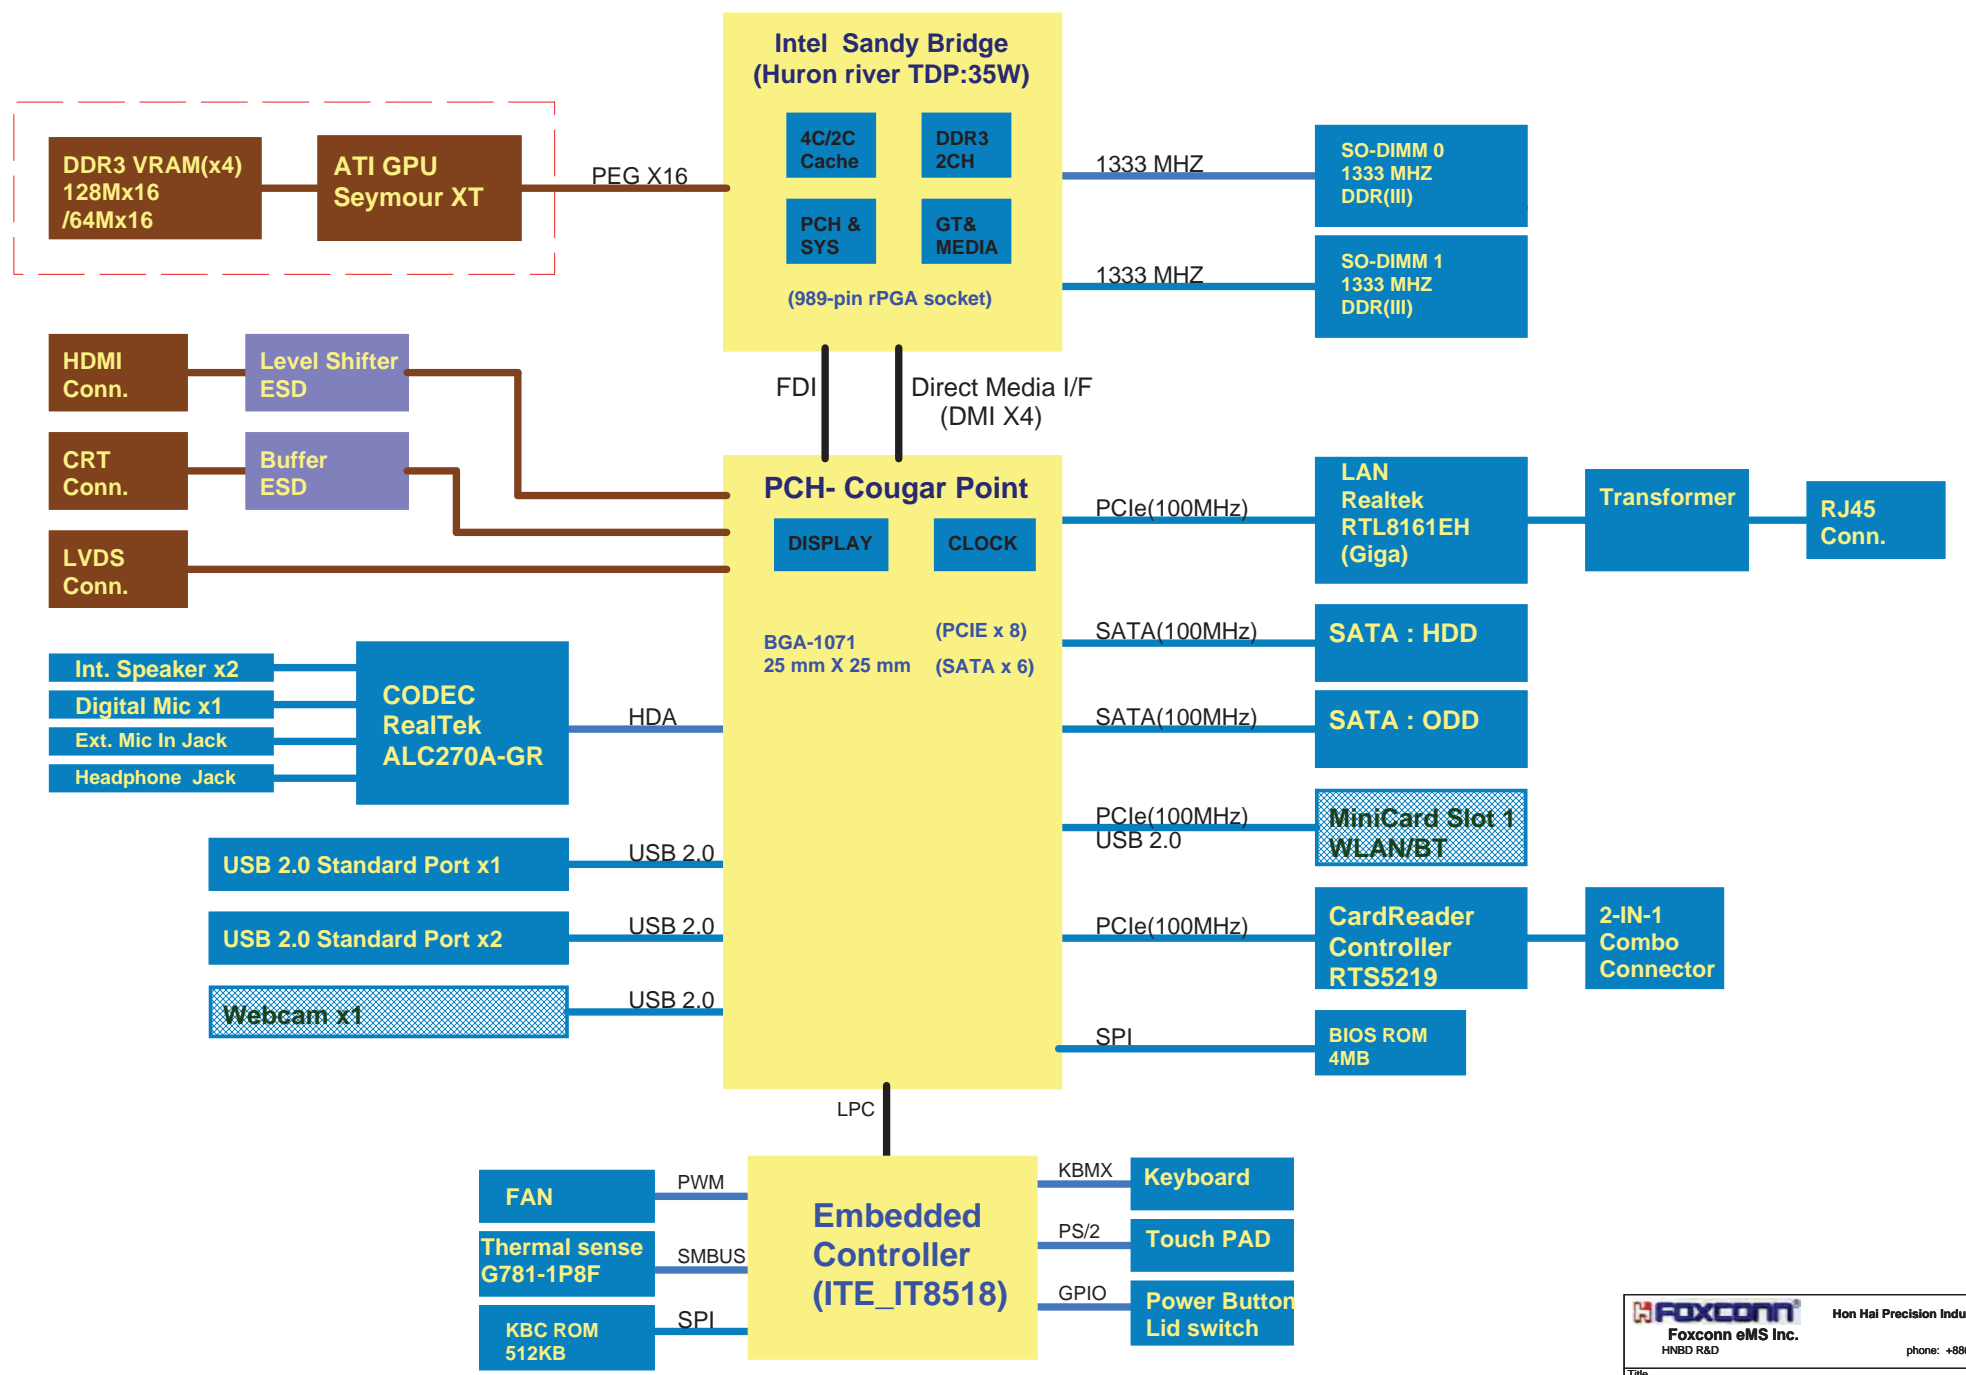 Intel  Sandy Bridge
(Huron river TDP:35W)
4C/2C
Cache
DDR3
2CH
PCH &
SYS
GT&
MEDIA
(989-pin rPGA socket)
DDR3 VRAM(x4)
128Mx16
/64Mx16
ATI GPU
Seymour XT
PEG X16
1333 MHZ
SO-DIMM 0
1333 MHZ
DDR(III)
1333 MHZ
SO-DIMM 1
1333 MHZ
DDR(III)
HDMI
Conn.
Level Shifter
ESD
FDI
Direct Media I/F
(DMI X4)
CRT
Conn.
Buffer
ESD
LVDS
Conn.
PCH- Cougar Point
DISPLAY
CLOCK
BGA-1071
25 mm X 25 mm
(PCIE x 8)
(SATA x 6)
PCIe(100MHz)
LAN
Realtek
RTL8161EH
(Giga)
Transformer
RJ45
Conn.
SATA(100MHz)
SATA : HDD
SATA(100MHz)
SATA : ODD
Int. Speaker x2
Digital Mic x1
Ext. Mic In Jack
Headphone  Jack
CODEC
RealTek
ALC270A-GR
HDA
PCIe(100MHz)
USB 2.0
MiniCard Slot 1
WLAN/BT
USB 2.0 Standard Port x1
USB 2.0
USB 2.0 Standard Port x2
USB 2.0
Webcam x1
USB 2.0
PCIe(100MHz)
CardReader
Controller
RTS5219
2-IN-1
Combo
Connector
SPI
BIOS ROM
4MB
LPC
FAN
PWM
Thermal sense
G781-1P8F
SMBUS
KBC ROM
512KB
SPI
Embedded
Controller
(ITE_IT8518)
KBMX
Keyboard
PS/2
Touch PAD
GPIO
Power Button
Lid switch
FOXCONN®
Hon Hai Precision Indu
Foxconn eMS Inc.
HNBD R&D
phone:  +886
Title